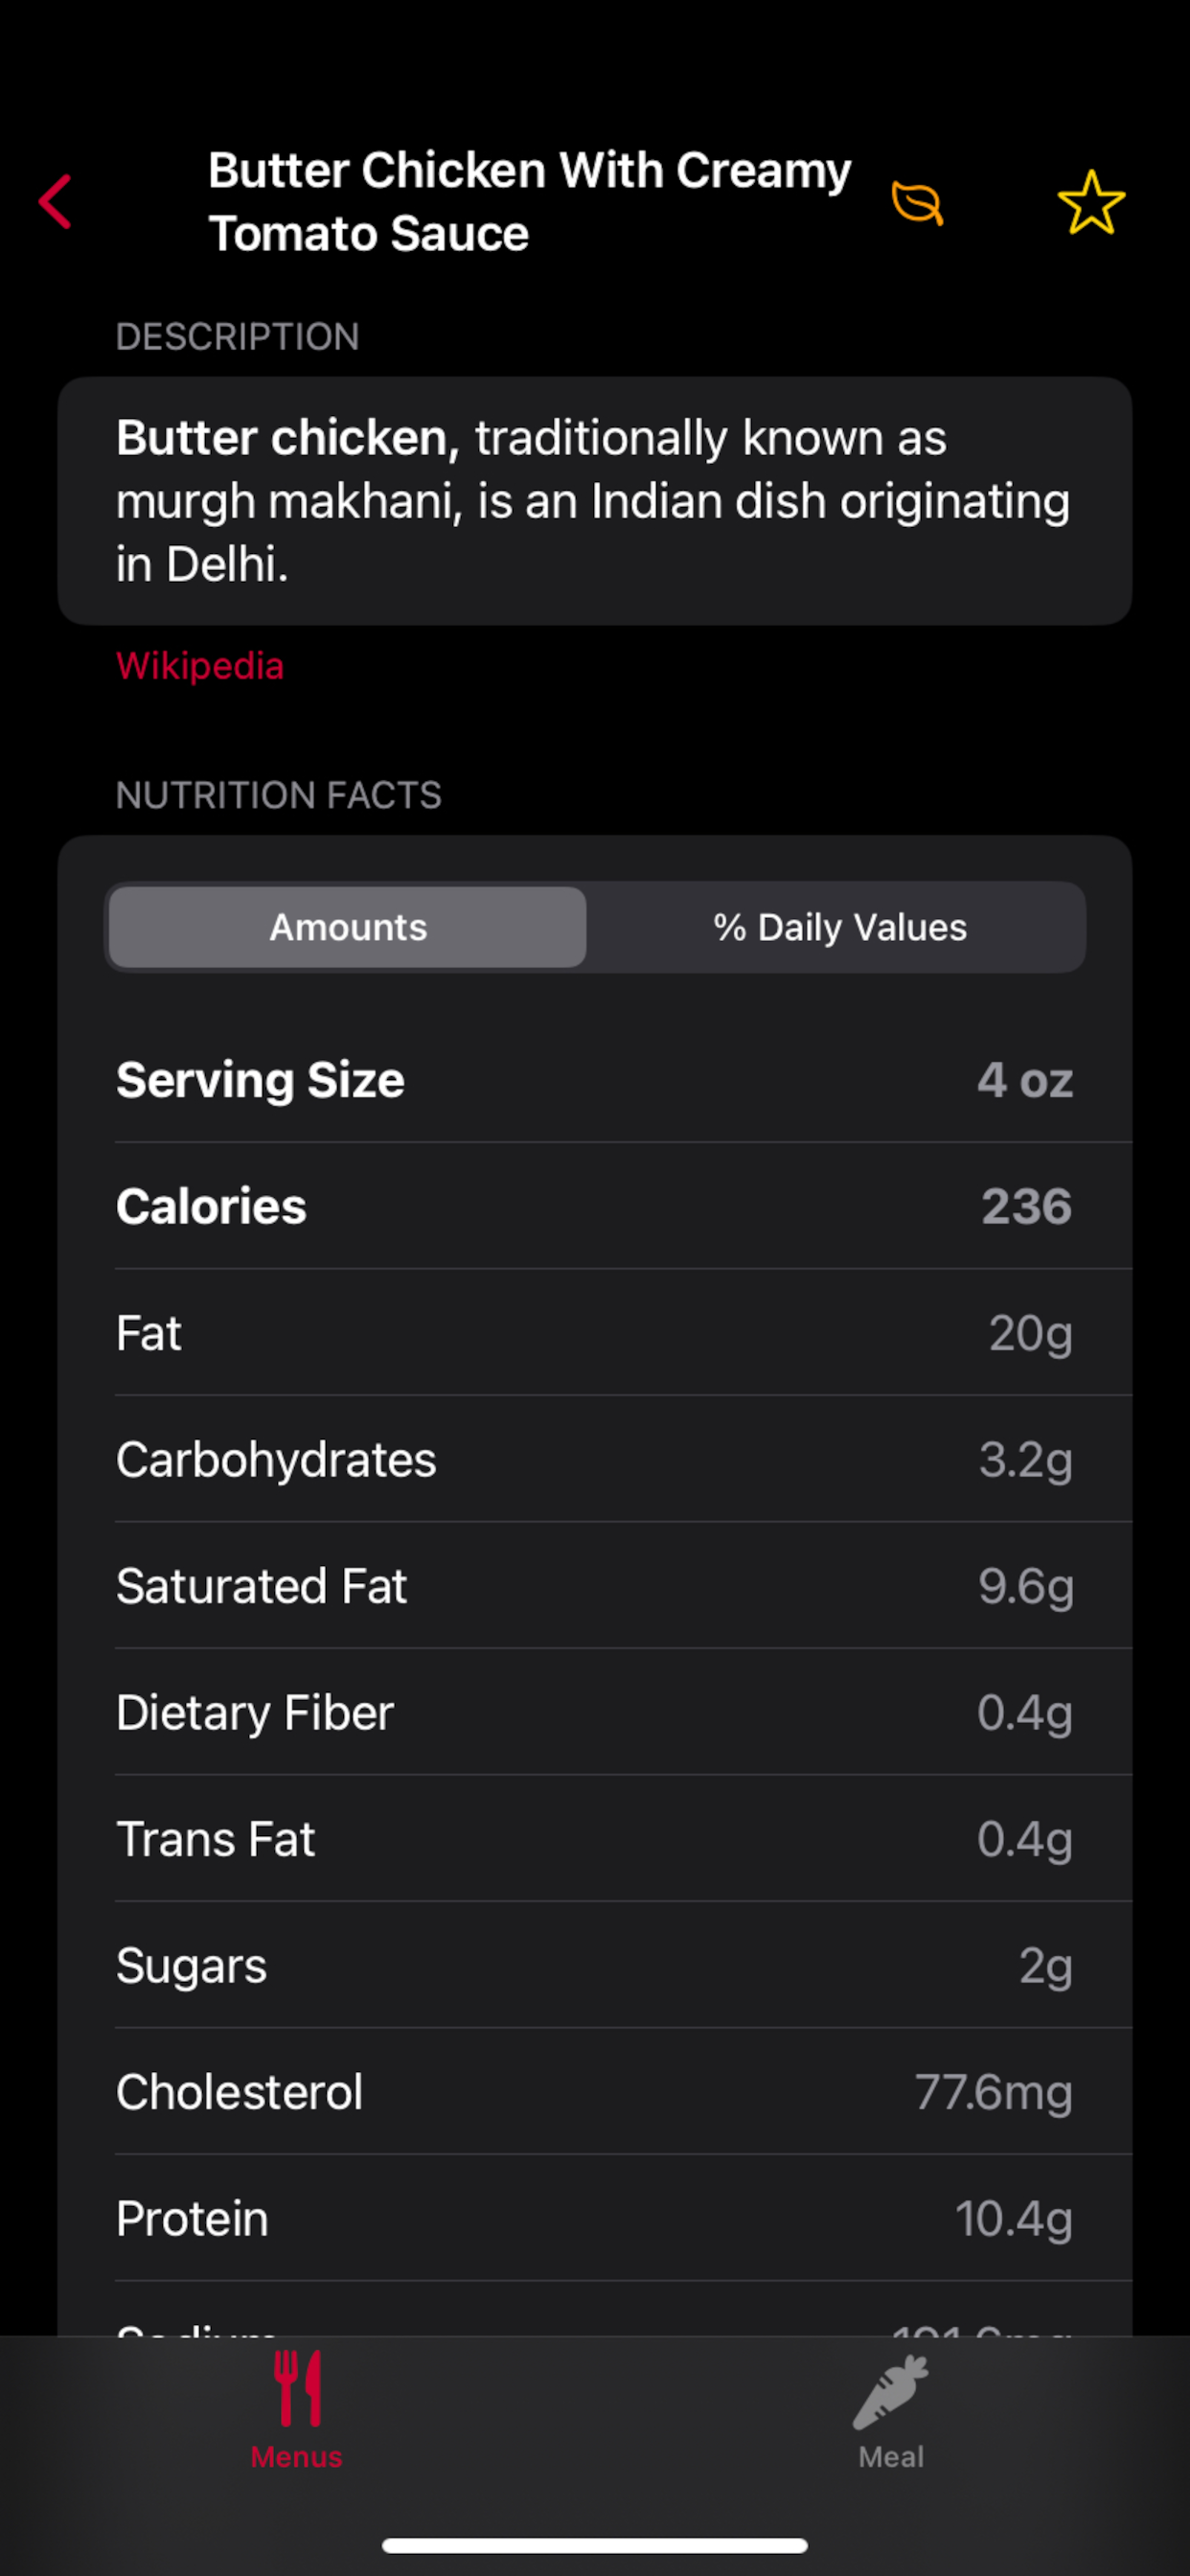 Butter Chicken With Creamy
Tomato Sauce
DESCRIPTION
Butter chicken, traditionally known as
murgh makhani, is an Indian dish originating
in Delhi.
Wikipedia
NUTRITION FACTS
Amounts % Daily Values
Serving Size 4 oz
Calories 236
Fat 20g
Carbohydrates 3.2g
Saturated Fat 9.6g
Dietary Fiber 0.4g
Trans Fat 0.4g
Sugars 2g
Cholesterol 77.6mg
Protein 10.4g
Sodium
Menus Meal